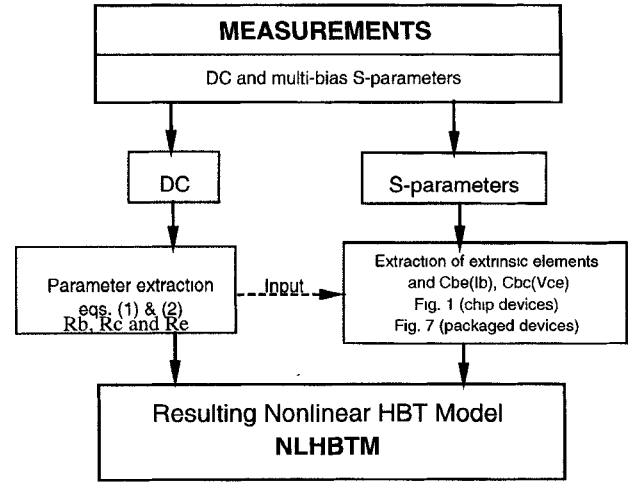 MEASUREMENTS
DC and multi-bias S-parameters
DC
S-parameters
Parameter extraction
eqs. (1) & (2)
Rb, Rc and Re
Input
Extraction of extrinsic elements
and Cbe(Ib), Cbc(Vce)
Fig. 1 (chip devices)
Fig. 7 (packaged devices)
Resulting Nonlinear HBT Model
NLHBTM